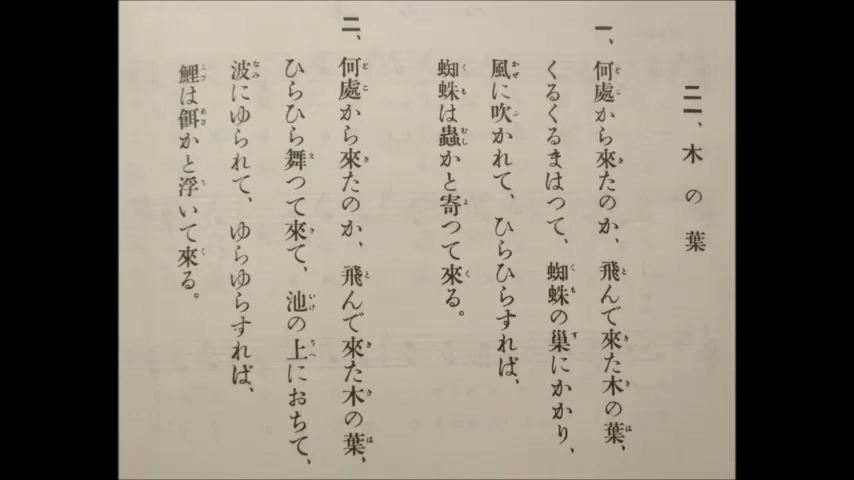 二一、木の葉
一、何處から來たのか、飛んで來た木の葉、
くるくるまはつて、蜘蛛の巣にかかり、
風に吹かれて、ひらひらすれば、
蜘蛛は蟲かと寄つて來る。
二、何處から來たのか、飛んで來た木の葉、
ひらひら舞つて來て、池の上におちて、
波にゆられて、ゆらゆらすれば、
鯉は餌かと浮いて來る。